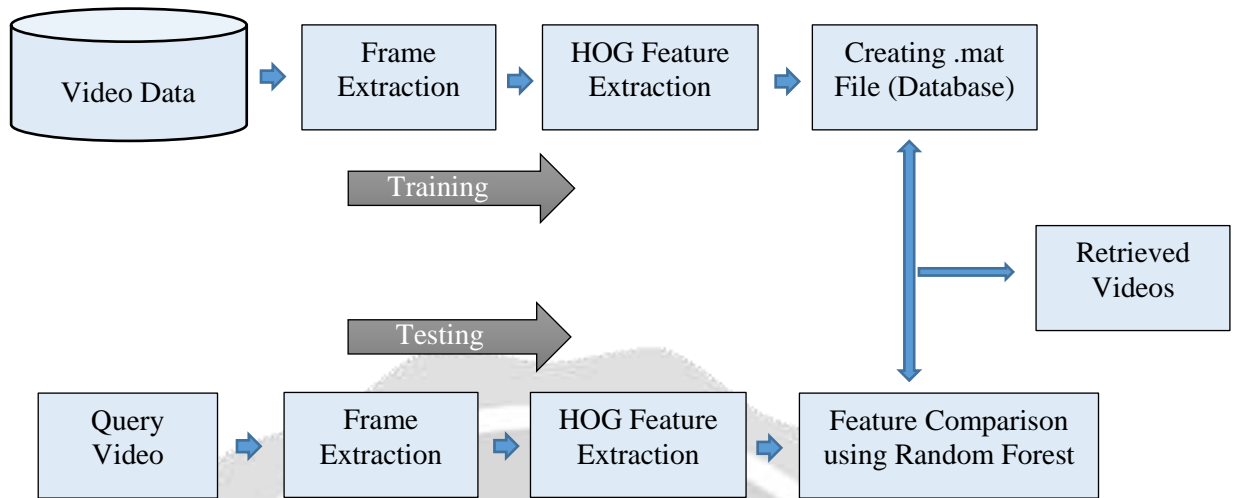 Video Data
Frame
Extraction
HOG Feature
Extraction
Creating .mat
File (Database)
Training
Retrieved
Videos
Testing
Query
Video
Frame
Extraction
HOG Feature
Extraction
Feature Comparison
using Random Forest